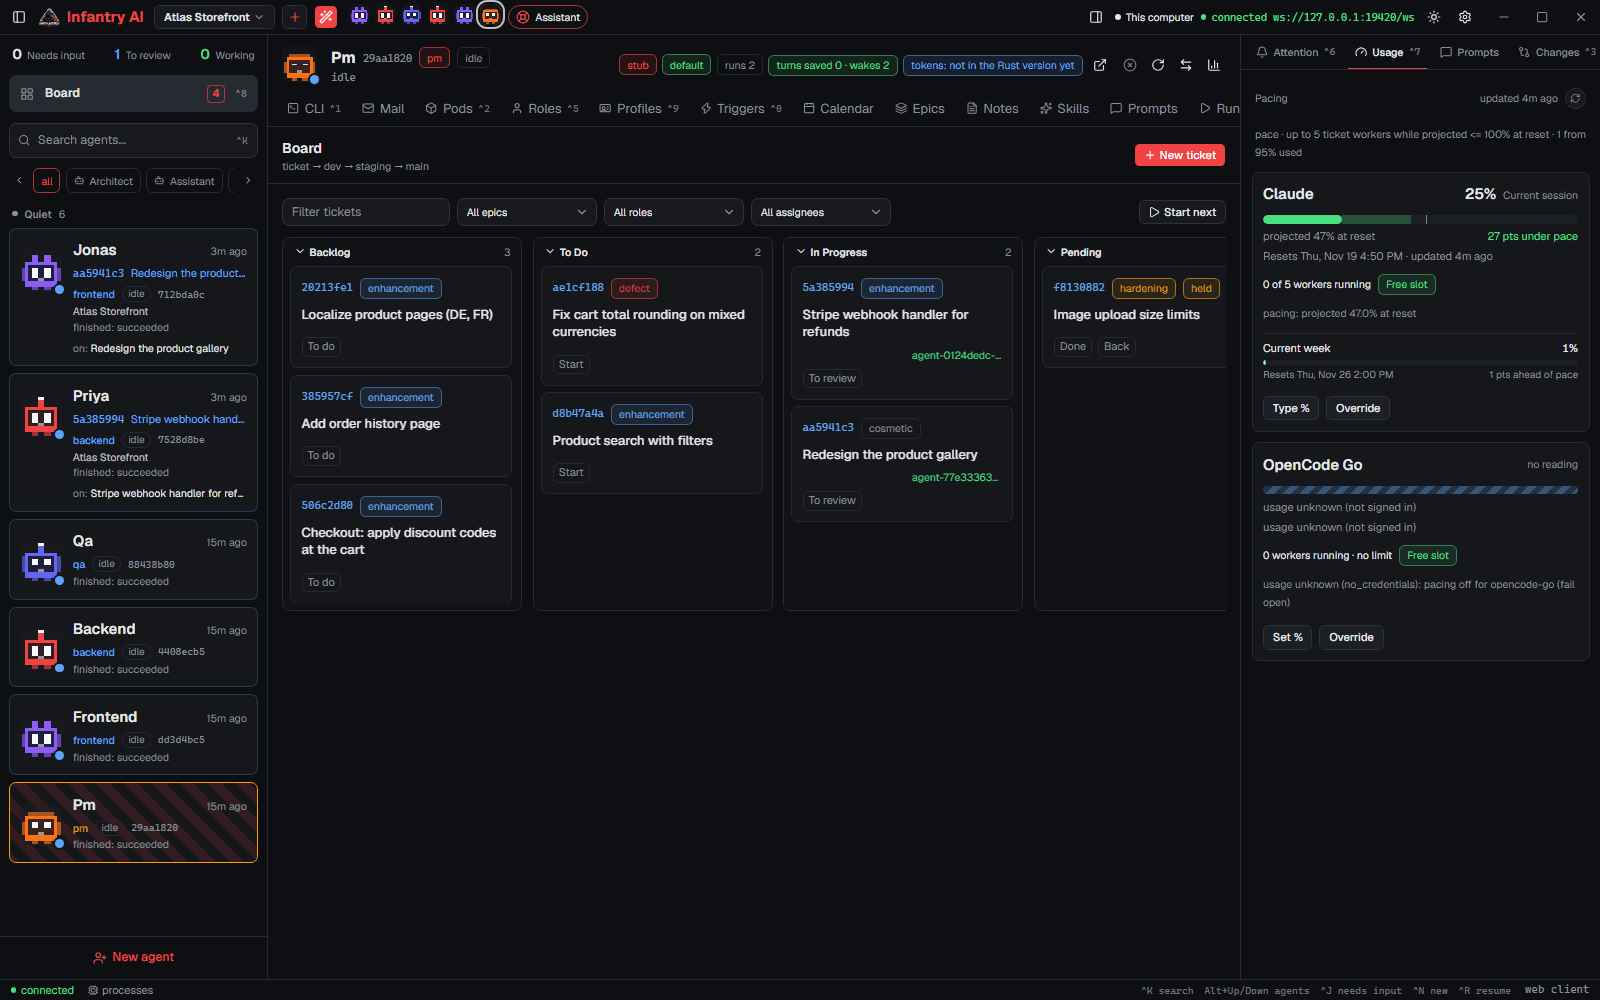 Infantry AI
Atlas Storefront
Assistant
This computer
connected ws://127.0.0.1:19420/ws
0 Needs input
1 To review
0 Working
Board
4
^8
Search agents...
^K
all
Architect
Assistant
Quiet 6
Jonas
3m ago
aa5941c3 Redesign the product...
frontend idle 712bda0c
Atlas Storefront
finished: succeeded
on: Redesign the product gallery
Priya
3m ago
5a385994 Stripe webhook hand...
backend idle 7528d8be
Atlas Storefront
finished: succeeded
on: Stripe webhook handler for ref...
Qa
15m ago
qa idle 88438b80
finished: succeeded
Backend
15m ago
backend idle 4408ecb5
finished: succeeded
Frontend
15m ago
frontend idle dd3d4bc5
finished: succeeded
Pm
15m ago
pm idle 29aa1820
finished: succeeded
New agent
Pm 29aa1820 pm idle
idle
stub
default
runs 2
turns saved 0 · wakes 2
tokens: not in the Rust version yet
CLI ^1
Mail
Pods ^2
Roles ^5
Profiles ^9
Triggers ^0
Calendar
Epics
Notes
Skills
Prompts
Run
Board
ticket → dev → staging → main
New ticket
Filter tickets
All epics
All roles
All assignees
Start next
Backlog 3
20213fe1 enhancement
Localize product pages (DE, FR)
To do
385957cf enhancement
Add order history page
To do
506c2d80 enhancement
Checkout: apply discount codes
at the cart
To do
To Do 2
ae1cf188 defect
Fix cart total rounding on mixed
currencies
Start
d8b47a4a enhancement
Product search with filters
Start
In Progress 2
5a385994 enhancement
Stripe webhook handler for
refunds
agent-0124dedc-...
To review
aa5941c3 cosmetic
Redesign the product gallery
agent-77e33363...
To review
Pending
f8130882 hardening held
Image upload size limits
Done Back
Attention ^6
Usage ^7
Prompts
Changes ^3
Pacing
updated 4m ago
pace · up to 5 ticket workers while projected <= 100% at reset · 1 from
95% used
Claude
25% Current session
projected 47% at reset
27 pts under pace
Resets Thu, Nov 19 4:50 PM · updated 4m ago
0 of 5 workers running Free slot
pacing: projected 47.0% at reset
Current week
1%
Resets Thu, Nov 26 2:00 PM
1 pts ahead of pace
Type %
Override
OpenCode Go
no reading
usage unknown (not signed in)
usage unknown (not signed in)
0 workers running · no limit Free slot
usage unknown (no_credentials): pacing off for opencode-go (fail
open)
Set %
Override
connected
processes
^K search
Alt+Up/Down agents
^J needs input
^N new
^R resume
web client